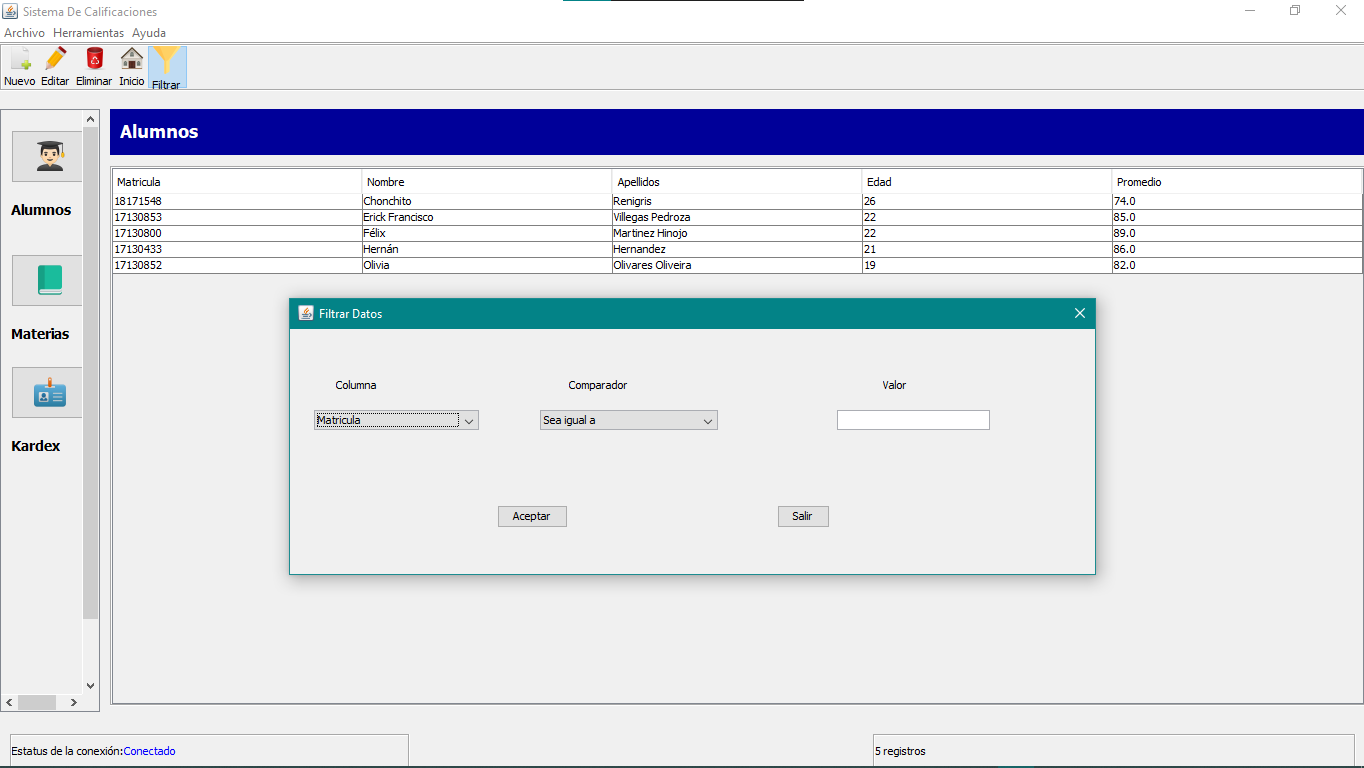 Sistema De Calificaciones
Archivo Herramientas Ayuda
Nuevo Editar Eliminar Inicio Filtrar
Alumnos
Materias
Kardex
Alumnos
Matricula Nombre Apellidos Edad Promedio
18171548 Chonchito Renigris 26 74.0
17130853 Erick Francisco Villegas Pedroza 22 85.0
17130800 Félix Martinez Hinojo 22 89.0
17130433 Hernán Hernandez 21 86.0
17130852 Olivia Olivares Oliveira 19 82.0
Filtrar Datos
Columna Comparador Valor
Matricula Sea igual a
Aceptar Salir
Estatus de la conexión:Conectado
5 registros